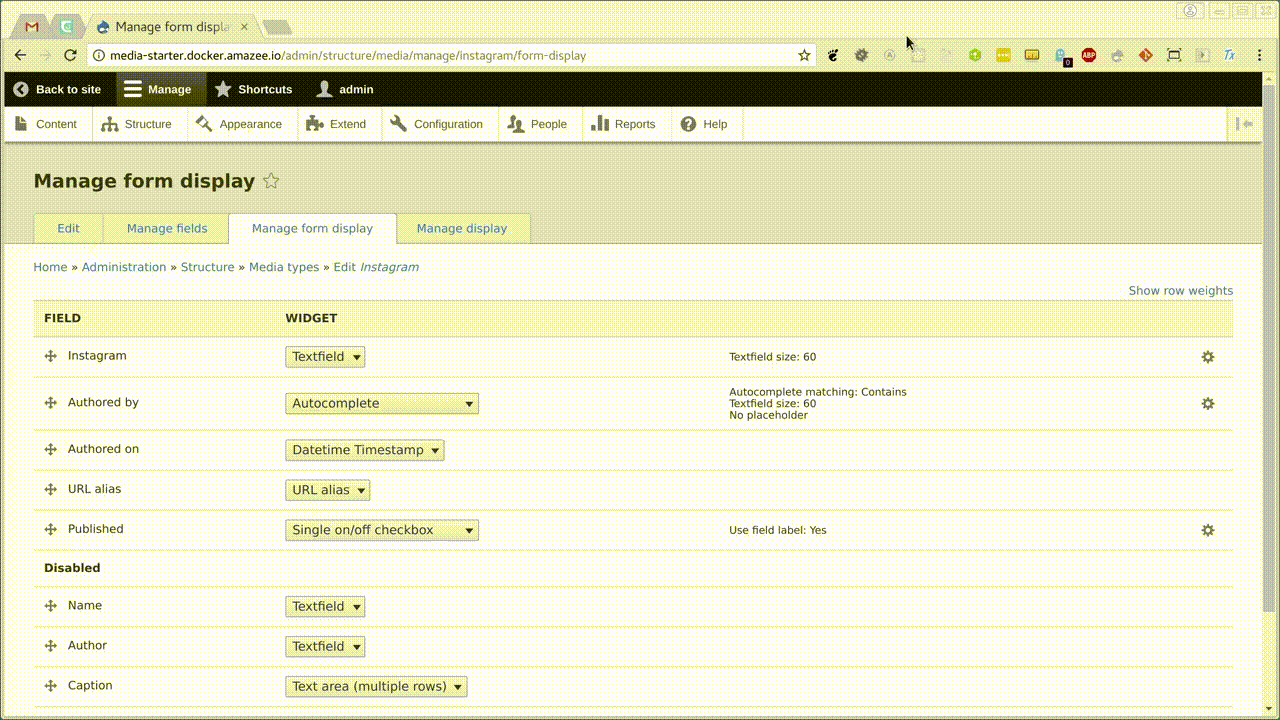 Manage form displa
media-starter.docker.amazee.io/admin/structure/media/manage/instagram/form-display
0
ABP
Tx
Back to site Manage Shortcuts admin
Content Structure Appearance Extend Configuration People Reports Help
Manage form display
Edit Manage fields Manage form display Manage display
Home » Administration » Structure » Media types » Edit Instagram
Show row weights
FIELD WIDGET
Instagram Textfield Textfield size: 60
Authored by Autocomplete Autocomplete matching: Contains
Textfield size: 60
No placeholder
Authored on Datetime Timestamp
URL alias URL alias
Published Single on/off checkbox Use field label: Yes
Disabled
Name Textfield
Author Textfield
Caption Text area (multiple rows)